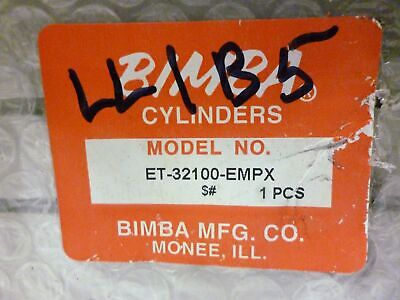 BIMBA®
LL1B5
CYLINDERS
MODEL NO.
ET-32100-EMPX
S# 1 PCS
BIMBA MFG. CO.
MONEE, ILL.